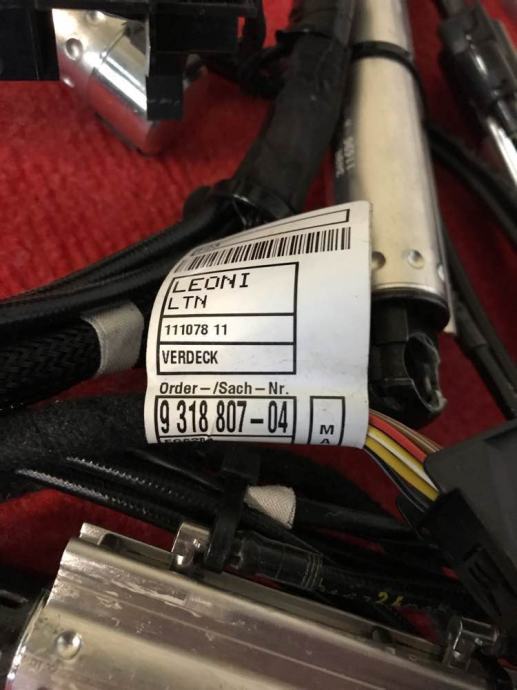 LEONI
LTN
111078 11
VERDECK
Order-/Sach-Nr.
9 318 807-04
M
A